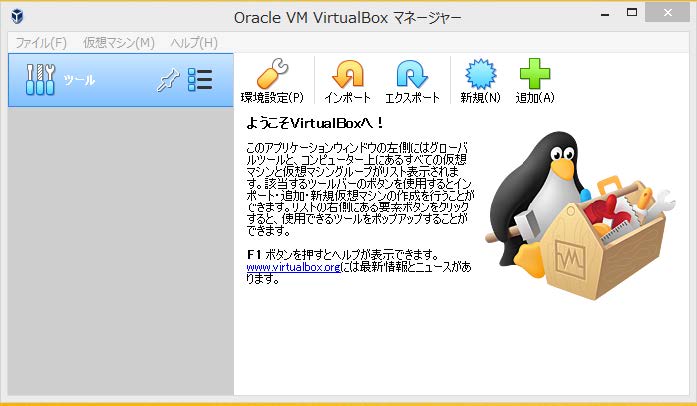 Oracle VM VirtualBox マネージャー
ファイル(F) 仮想マシン(M) ヘルプ(H)
ツール
環境設定(P) インポート エクスポート 新規(N) 追加(A)
ようこそVirtualBoxへ！
このアプリケーションウィンドウの左側にはグローバ
ルツールと、コンピューター上にあるすべての仮想
マシンと仮想マシングループがリスト表示されま
す。該当するツールバーのボタンを使用するとイン
ポート・追加・新規仮想マシンの作成を行うことが
できます。リストの右側にある要素ボタンをクリック
すると、使用できるツールをポップアップすることが
できます。
F1 ボタンを押すとヘルプが表示できます。
www.virtualbox.orgには最新情報とニュースがあ
ります。